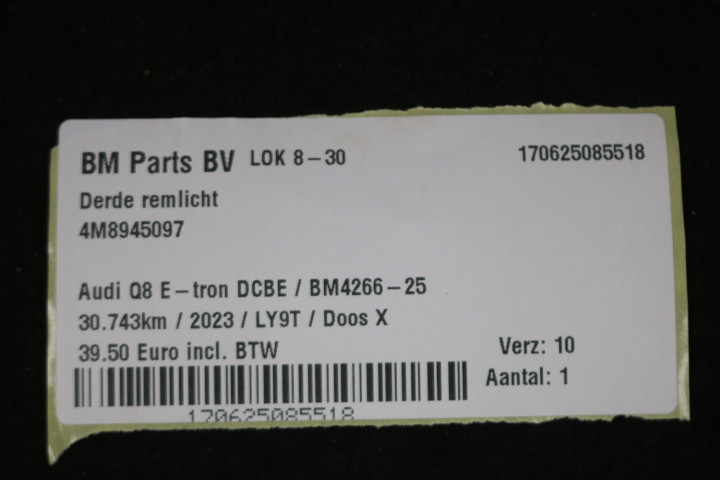 BM Parts BV LOK 8-30 170625085518
Derde remlicht
4M8945097
Audi Q8 E-tron DCBE / BM4266-25
30.743km / 2023 / LY9T / Doos X
39.50 Euro incl. BTW Verz: 10
Aantal: 1
170625085518